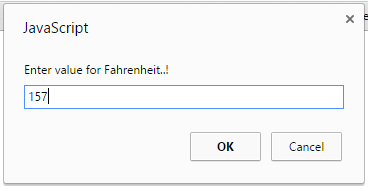 JavaScript
Enter value for Fahrenheit..!
157
OK
Cancel